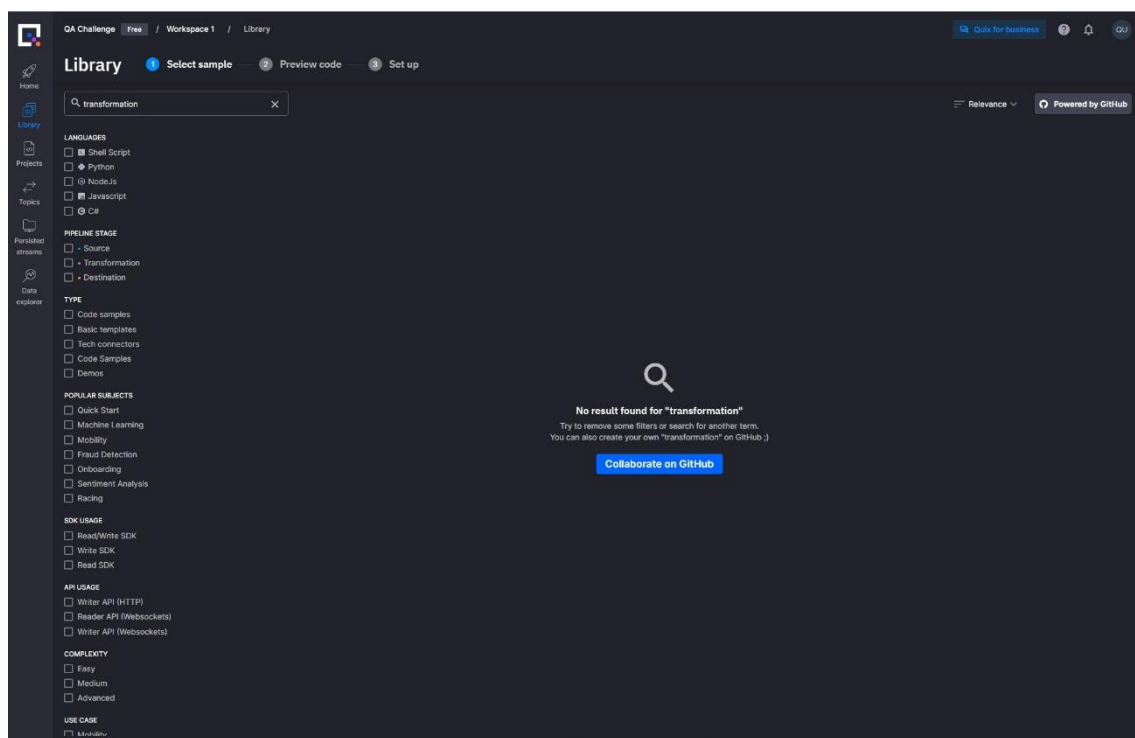 QA Challenge Free / Workspace 1 / Library
Quix for business
QU
Library 1 Select sample 2 Preview code 3 Set up
Home
Library
Projects
Topics
Persisted
streams
Data
explorer
transformation
Relevance
Powered by GitHub
LANGUAGES
Shell Script
Python
NodeJs
Javascript
C#
PIPELINE STAGE
Source
Transformation
Destination
TYPE
Code samples
Basic templates
Tech connectors
Code Samples
Demos
POPULAR SUBJECTS
Quick Start
Machine Learning
Mobility
Fraud Detection
Onboarding
Sentiment Analysis
Racing
SDK USAGE
Read/Write SDK
Write SDK
Read SDK
API USAGE
Writer API (HTTP)
Reader API (Websockets)
Writer API (Websockets)
COMPLEXITY
Easy
Medium
Advanced
USE CASE
Mobility
No result found for "transformation"
Try to remove some filters or search for another term.
You can also create your own "transformation" on GitHub ;)
Collaborate on GitHub